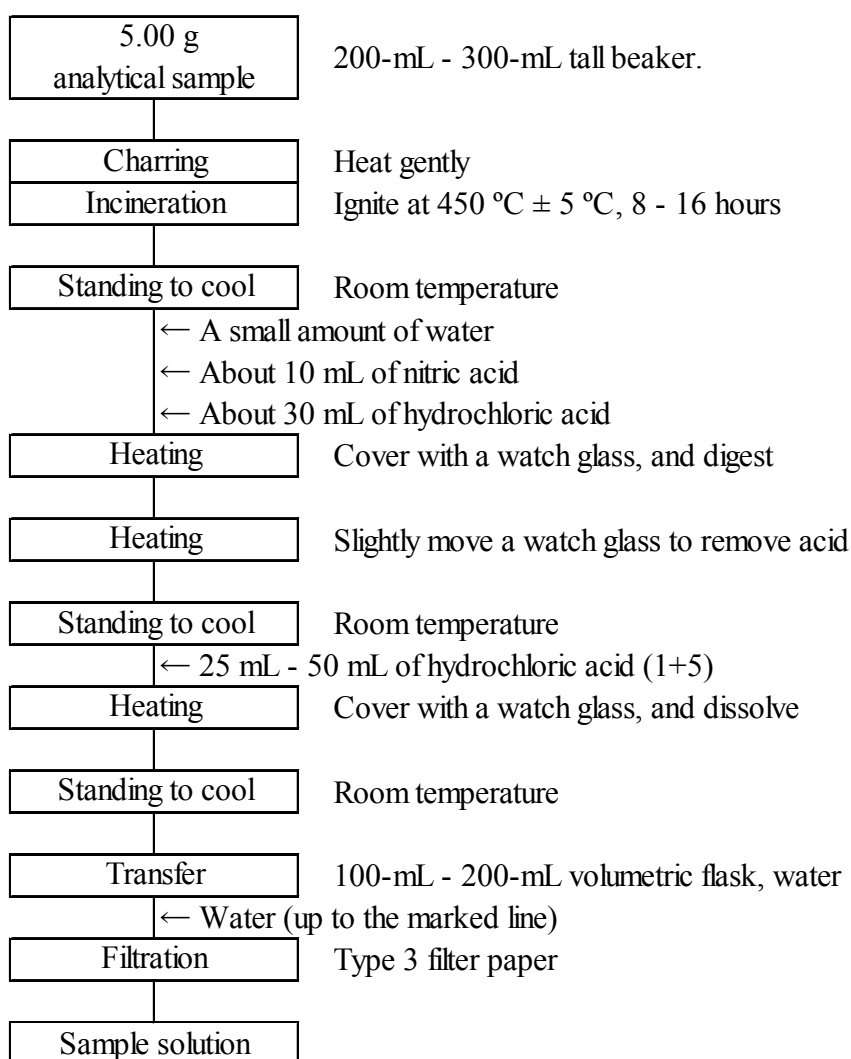 5.00 g
analytical sample
200-mL - 300-mL tall beaker.
Charring
Heat gently
Incineration
Ignite at 450 ºC ± 5 ºC, 8 - 16 hours
Standing to cool
Room temperature
← A small amount of water
← About 10 mL of nitric acid
← About 30 mL of hydrochloric acid
Heating
Cover with a watch glass, and digest
Heating
Slightly move a watch glass to remove acid
Standing to cool
Room temperature
← 25 mL - 50 mL of hydrochloric acid (1+5)
Heating
Cover with a watch glass, and dissolve
Standing to cool
Room temperature
Transfer
100-mL - 200-mL volumetric flask, water
← Water (up to the marked line)
Filtration
Type 3 filter paper
Sample solution